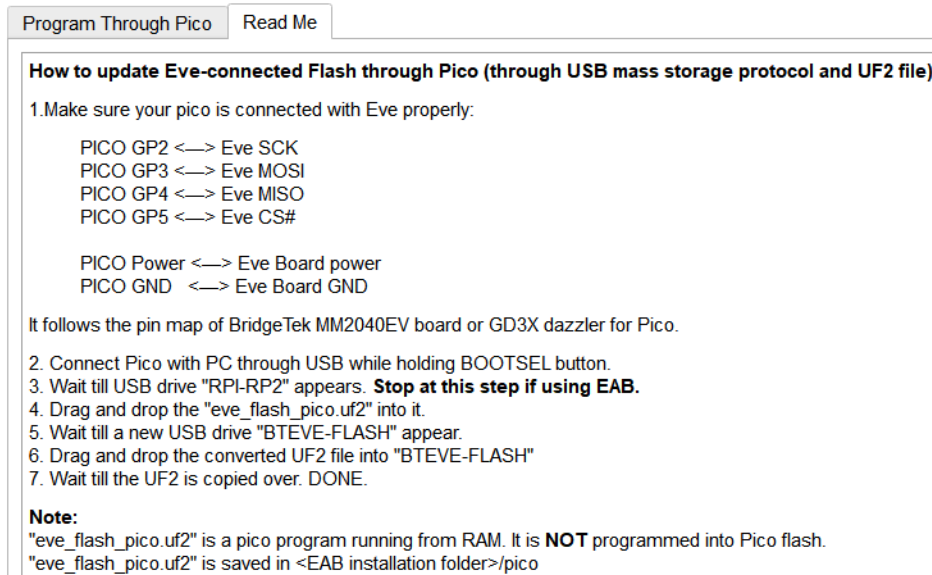 Program Through Pico
Read Me
How to update Eve-connected Flash through Pico (through USB mass storage protocol and UF2 file)
1.Make sure your pico is connected with Eve properly:
PICO GP2 <—> Eve SCK
PICO GP3 <—> Eve MOSI
PICO GP4 <—> Eve MISO
PICO GP5 <—> Eve CS#
PICO Power <—> Eve Board power
PICO GND <—> Eve Board GND
It follows the pin map of BridgeTek MM2040EV board or GD3X dazzler for Pico.
2. Connect Pico with PC through USB while holding BOOTSEL button.
3. Wait till USB drive "RPI-RP2" appears. Stop at this step if using EAB.
4. Drag and drop the "eve_flash_pico.uf2" into it.
5. Wait till a new USB drive "BTEVE-FLASH" appear.
6. Drag and drop the converted UF2 file into "BTEVE-FLASH"
7. Wait till the UF2 is copied over. DONE.
Note:
"eve_flash_pico.uf2" is a pico program running from RAM. It is NOT programmed into Pico flash.
"eve_flash_pico.uf2" is saved in <EAB installation folder>/pico